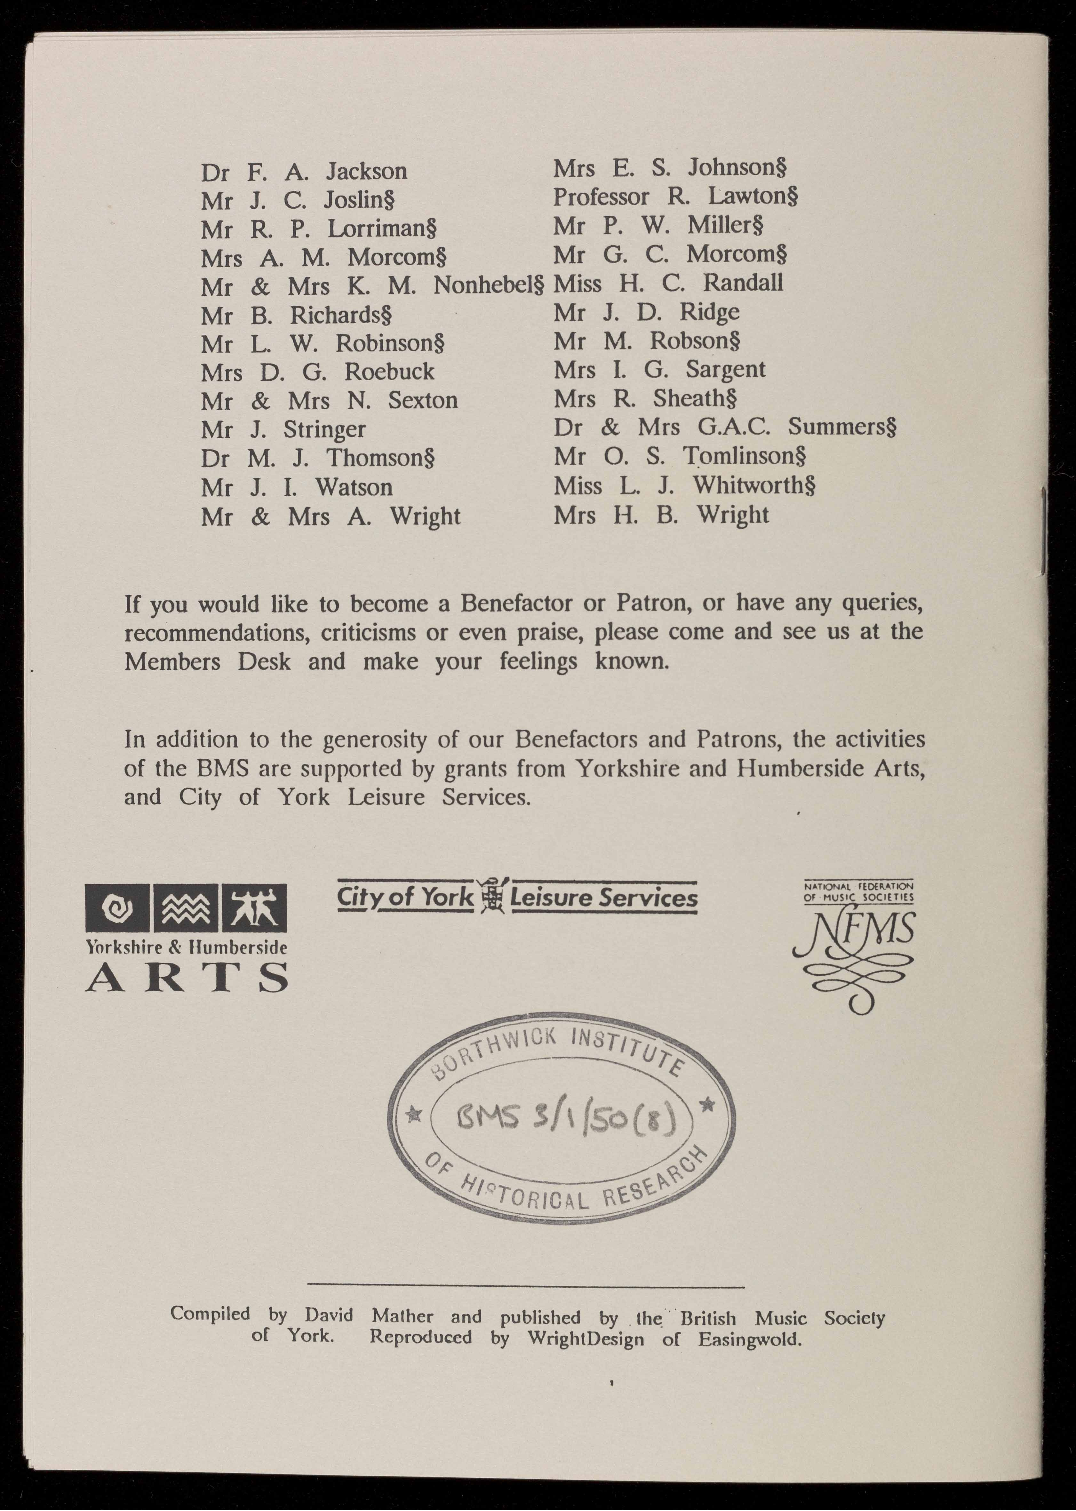 Dr F. A. Jackson
Mr J. C. Joslin§
Mr R. P. Lorriman§
Mrs A. M. Morcom§
Mr & Mrs K. M. Nonhebel§
Mr B. Richards§
Mr L. W. Robinson§
Mrs D. G. Roebuck
Mr & Mrs N. Sexton
Mr J. Stringer
Dr M. J. Thomson§
Mr J. I. Watson
Mr & Mrs A. Wright
Mrs E. S. Johnson§
Professor R. Lawton§
Mr P. W. Miller§
Mr G. C. Morcom§
Miss H. C. Randall
Mr J. D. Ridge
Mr M. Robson§
Mrs I. G. Sargent
Mrs R. Sheath§
Dr & Mrs G.A.C. Summers§
Mr O. S. Tomlinson§
Miss L. J. Whitworth§
Mrs H. B. Wright
If you would like to become a Benefactor or Patron, or have any queries,
recommendations, criticisms or even praise, please come and see us at the
Members Desk and make your feelings known.
In addition to the generosity of our Benefactors and Patrons, the activities
of the BMS are supported by grants from Yorkshire and Humberside Arts,
and City of York Leisure Services.
Yorkshire & Humberside
ARTS
City of York Leisure Services
NATIONAL FEDERATION
OF MUSIC SOCIETIES
NFMS
BORTHWICK INSTITUTE
BMS 3/1/50(8)
OF HISTORICAL RESEARCH
Compiled by David Mather and published by the British Music Society
of York. Reproduced by WrightDesign of Easingwold.